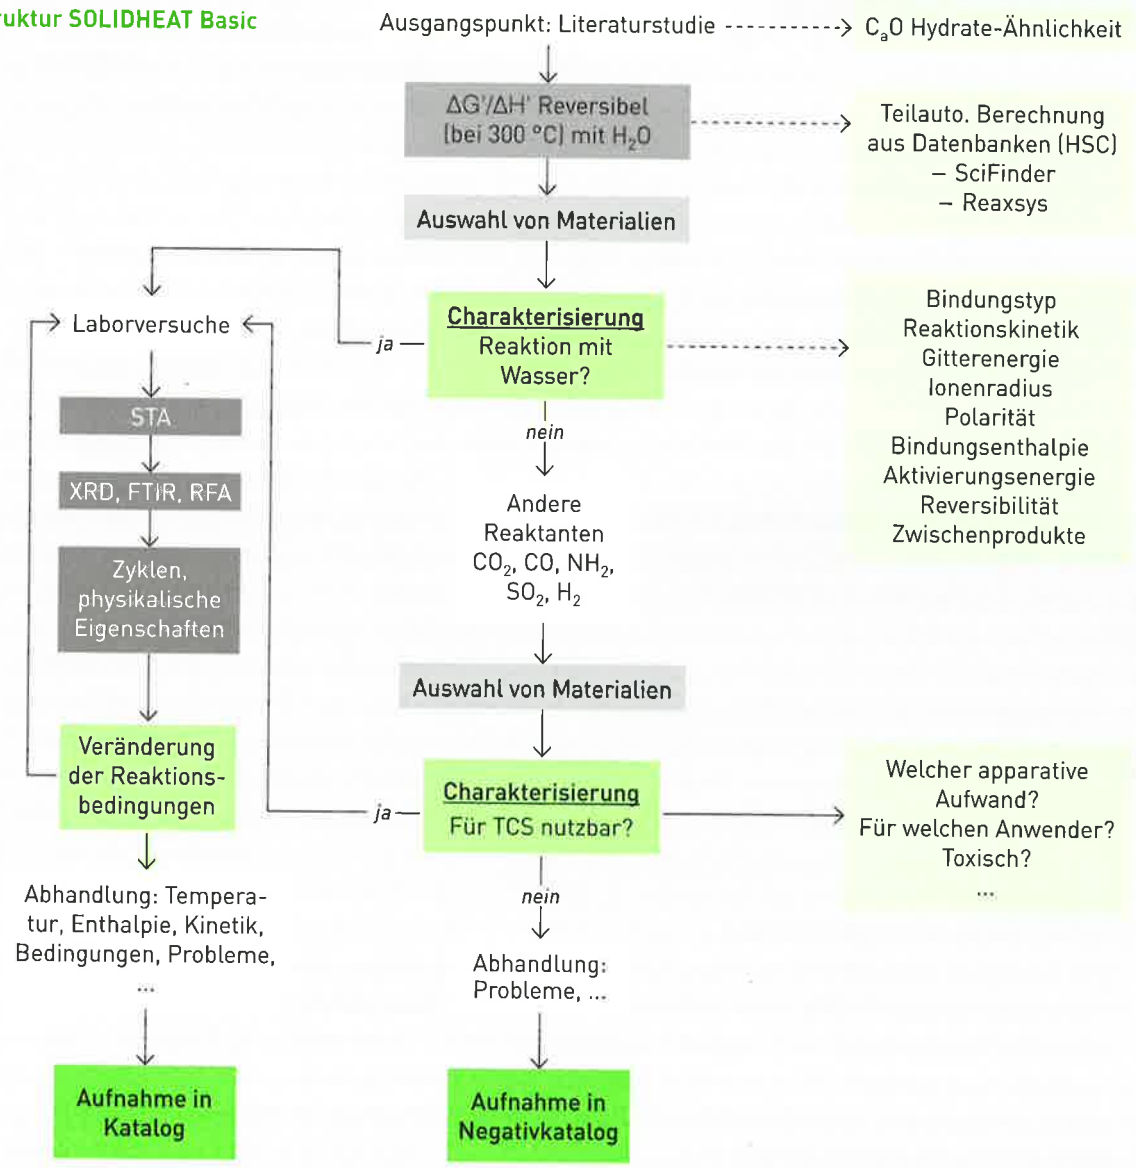 ruktur SOLIDHEAT Basic
Ausgangspunkt: Literaturstudie
CaO Hydrate-Ähnlichkeit
ΔG'/ΔH' Reversibel
(bei 300 °C) mit H₂O
Teilauto. Berechnung
aus Datenbanken (HSC)
– SciFinder
– Reaxsys
Auswahl von Materialien
Charakterisierung
Reaktion mit
Wasser?
ja
nein
Bindungstyp
Reaktionskinetik
Gitterenergie
Ionenradius
Polarität
Bindungsenthalpie
Aktivierungsenergie
Reversibilität
Zwischenprodukte
Laborversuche
STA
XRD, FTIR, RFA
Zyklen,
physikalische
Eigenschaften
Veränderung
der Reaktions-
bedingungen
Abhandlung: Tempera-
tur, Enthalpie, Kinetik,
Bedingungen, Probleme,
...
Aufnahme in
Katalog
Andere
Reaktanten
CO₂, CO, NH₂,
SO₂, H₂
Auswahl von Materialien
Charakterisierung
Für TCS nutzbar?
ja
nein
Welcher apparative
Aufwand?
Für welchen Anwender?
Toxisch?
...
Abhandlung:
Probleme, ...
Aufnahme in
Negativkatalog